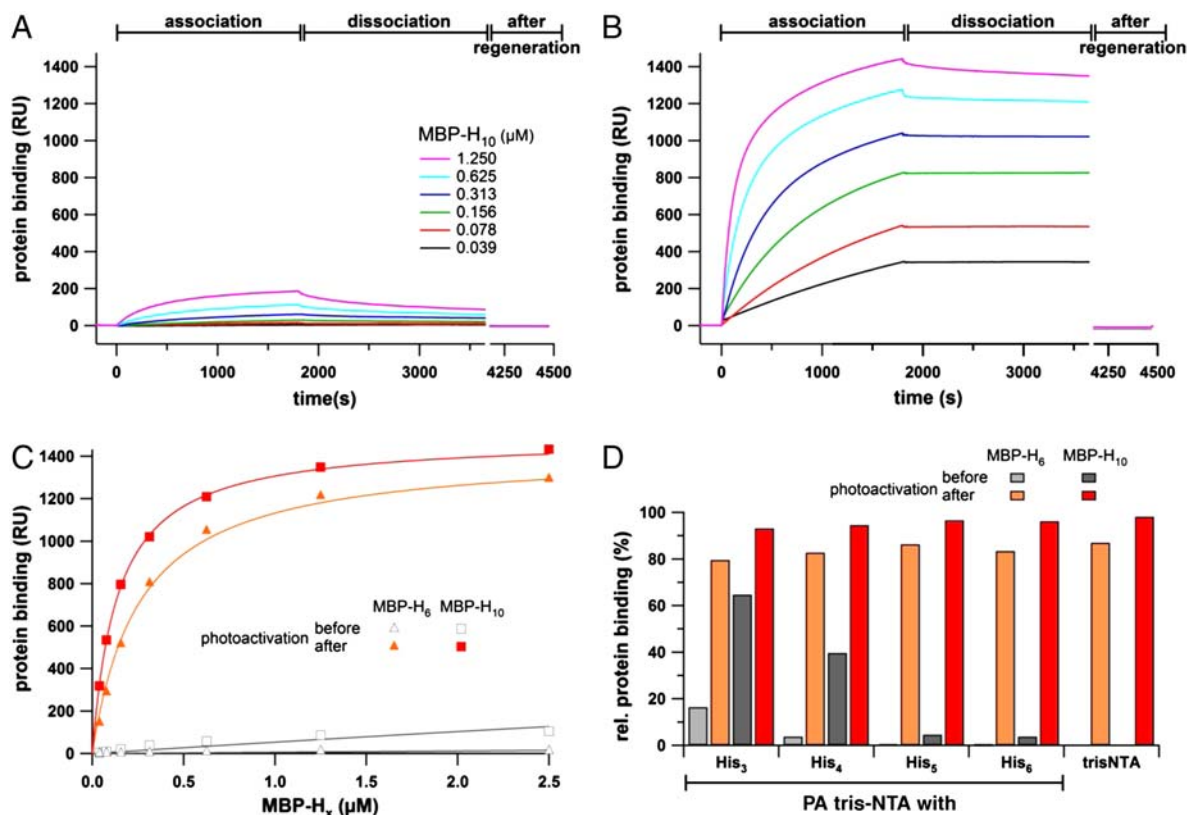 A
association
dissociation
after
regeneration
1400
1200
1000
800
600
400
200
0
protein binding (RU)
MBP-H10 (µM)
1.250
0.625
0.313
0.156
0.078
0.039
0 1000 2000 3000 4250 4500
time(s)
B
association
dissociation
after
regeneration
1400
1200
1000
800
600
400
200
0
protein binding (RU)
0 1000 2000 3000 4250 4500
time (s)
C
1400
1200
1000
800
600
400
200
0
protein binding (RU)
MBP-H6 MBP-H10
photoactivation before
after
0.0 0.5 1.0 1.5 2.0 2.5
MBP-Hx (µM)
D
MBP-H6 MBP-H10
photoactivation before
after
100
80
60
40
20
0
rel. protein binding (%)
His3 His4 His5 His6 trisNTA
PA tris-NTA with